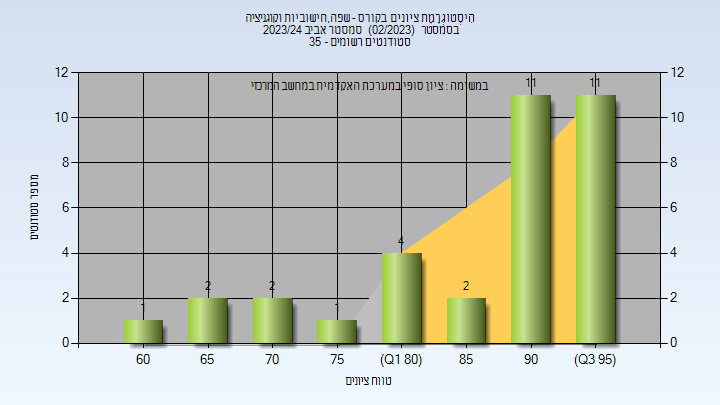 היסטוגרמת ציונים בקורס - שפה, חישוביות וקוגניציה
בסמסטר (02/2023) סמסטר אביב 2023/24
סטודנטים רשומים - 35
במשימה : ציון סופי במערכת האקדמית במחשב המרכזי
12 11 11 12
10 10
8 8
6 6
4 4 4
2 2 2 2 2
1 1
0 0
60 65 70 75 (Q1 80) 85 90 (Q3 95)
מספר סטודנטים
טווח ציונים